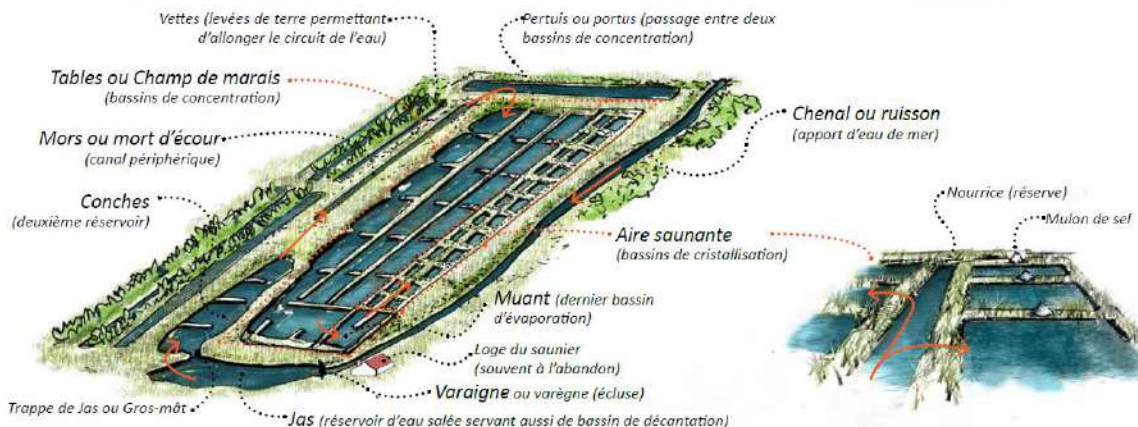 Vettes (levées de terre permettant
d'allonger le circuit de l'eau)
Pertuis ou portus (passage entre deux
bassins de concentration)
Tables ou Champ de marais
(bassins de concentration)
Chenal ou ruisson
(apport d'eau de mer)
Mors ou mort d'écour
(canal périphérique)
Conches
(deuxième réservoir)
Nourrice (réserve)
Mulon de sel
Aire saunante
(bassins de cristallisation)
Muant (dernier bassin
d'évaporation)
Loge du saunier
(souvent à l'abandon)
Varaigne ou varègne (écluse)
Trappe de Jas ou Gros-mât
Jas (réservoir d'eau salée servant aussi de bassin de décantation)